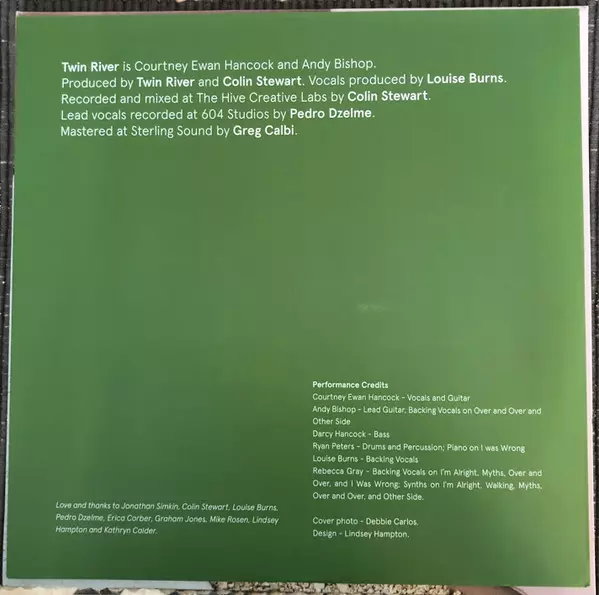 Twin River is Courtney Ewan Hancock and Andy Bishop.
Produced by Twin River and Colin Stewart. Vocals produced by Louise Burns.
Recorded and mixed at The Hive Creative Labs by Colin Stewart.
Lead vocals recorded at 604 Studios by Pedro Dzelme.
Mastered at Sterling Sound by Greg Calbi.
Performance Credits
Courtney Ewan Hancock – Vocals and Guitar
Andy Bishop – Lead Guitar, Backing Vocals on Over and Over and
Other Side
Darcy Hancock – Bass
Ryan Peters – Drums and Percussion; Piano on I was Wrong
Louise Burns - Backing Vocals
Rebecca Gray - Backing Vocals on I'm Alright, Myths, Over and
Over, and I Was Wrong; Synths on I'm Alright, Walking, Myths,
Over and Over, and Other Side.
Cover photo – Debbie Carlos.
Design – Lindsey Hampton.
Love and thanks to Jonathan Simkin, Colin Stewart, Louise Burns,
Pedro Dzelme, Erica Corber, Graham Jones, Mike Rosen, Lindsey
Hampton and Kathryn Calder.